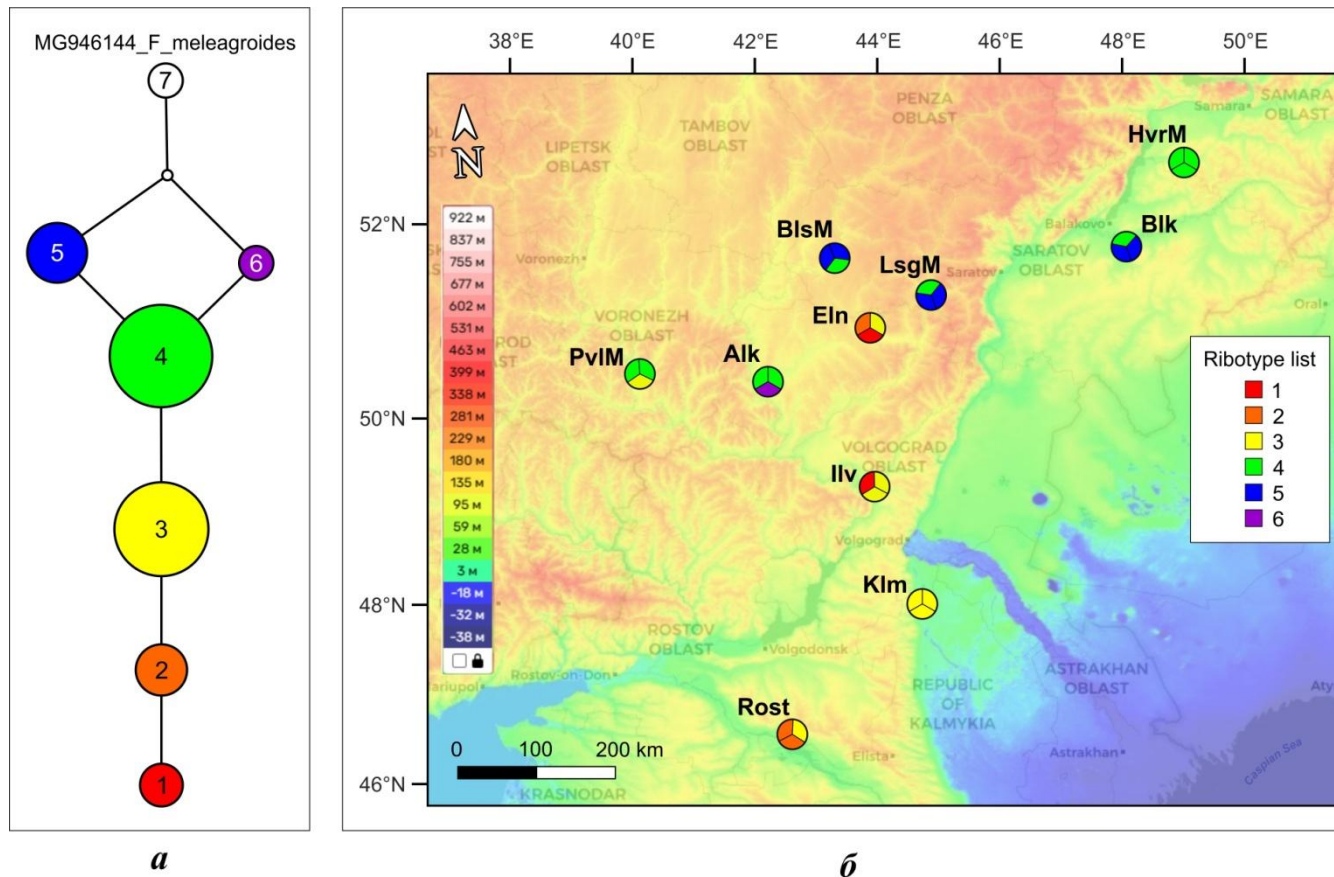 MG946144_F_meleagroides
7
5
6
4
3
2
1
а
38°E 40°E 42°E 44°E 46°E 48°E 50°E
52°N
50°N
48°N
46°N
N
922 м
837 м
755 м
677 м
602 м
531 м
463 м
399 м
338 м
281 м
229 м
180 м
135 м
95 м
59 м
28 м
3 м
-18 м
-32 м
-38 м
PENZA
OBLAST
TAMBOV
OBLAST
LIPETSK
OBLAST
Samara
SAMARA
OBLAST
HvrM
Balakovo
Blk
BlsM
SARATOV
OBLAST
Voronezh
LsgM
Saratov
Oral
Eln
VORONEZH
OBLAST
PvlM
Alk
VOLGOGRAD
OBLAST
Ilv
Volgograd
Klm
ROSTOV
OBLAST
Volgodonsk
Rostov-on-Don
ASTRAKHAN
OBLAST
REPUBLIC
OF
KALMYKIA
Rost
Elista
Astrakhan
Caspian Sea
KRASNODAR
0 100 200 km
Ribotype list
1
2
3
4
5
6
б